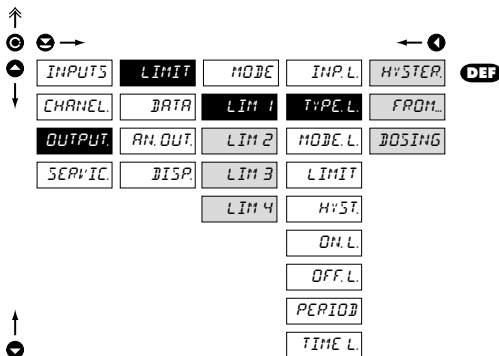 INPUTS LIMIT MODE INP. L. HYSTER. DEF
CHANEL. DATA LIM 1 TYPE. L. FROM...
OUTPUT. AN. OUT. LIM 2 MODE. L. DOSING
SERVIC. DISP. LIM 3 LIMIT
LIM 4 HYST.
ON. L.
OFF. L.
PERIOD
TIME L.